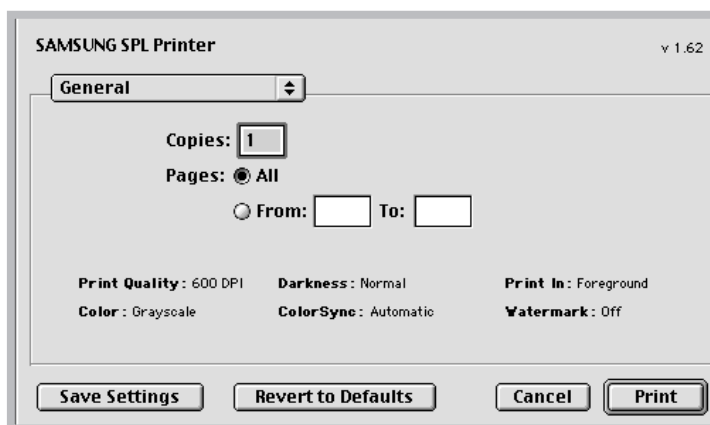 SAMSUNG SPL Printer v 1.62
General
Copies: 1
Pages: All
From: To:
Print Quality: 600 DPI Darkness: Normal Print In: Foreground
Color: Grayscale ColorSync: Automatic Watermark: Off
Save Settings Revert to Defaults Cancel Print